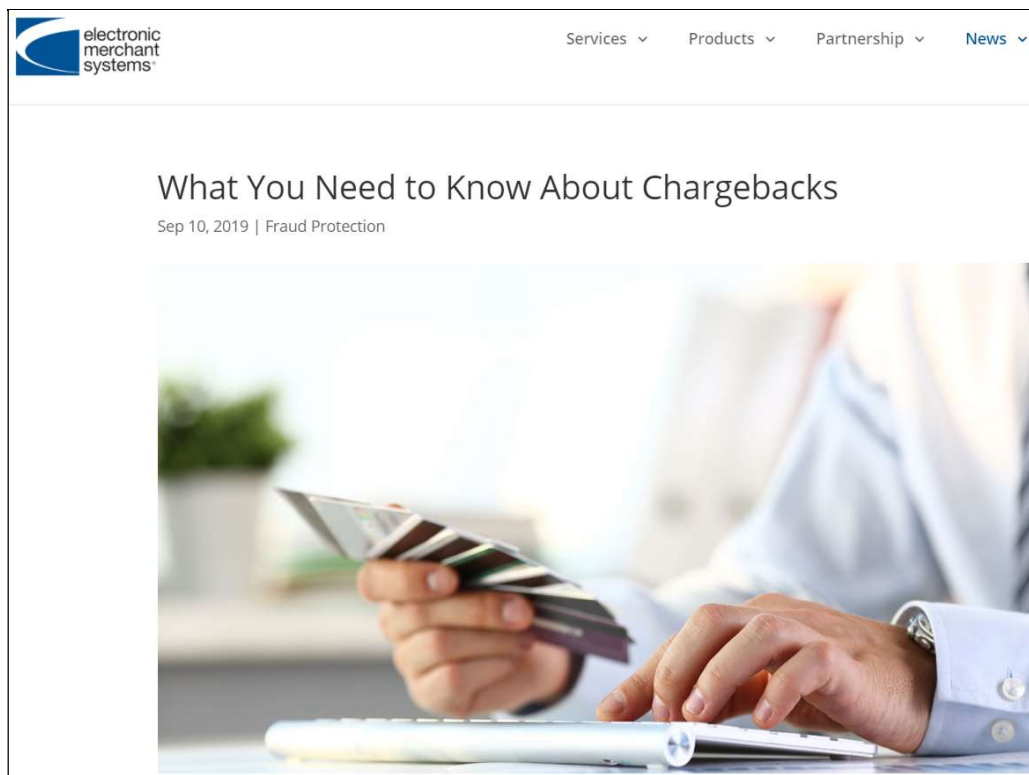 electronic
merchant
systems
Services Products Partnership News
What You Need to Know About Chargebacks
Sep 10, 2019 | Fraud Protection